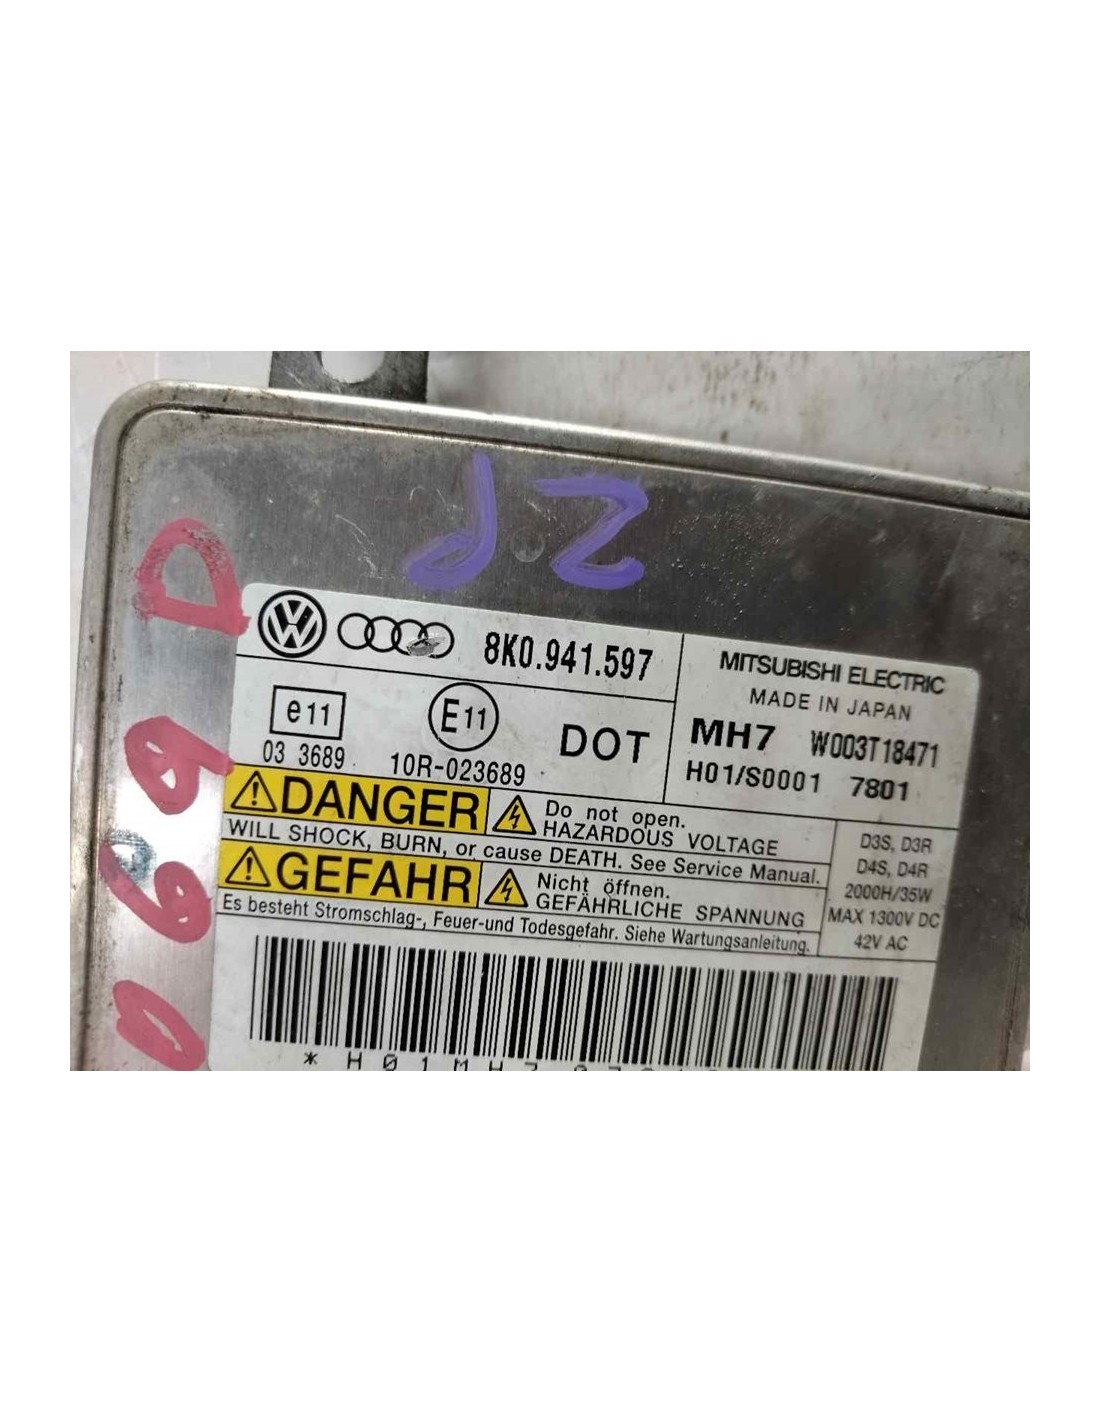 8K0.941.597
e11
03 3689
E11
10R-023689
DOT
MITSUBISHI ELECTRIC
MADE IN JAPAN
MH7 W003T18471
H01/S0001 7801
DANGER
Do not open.
HAZARDOUS VOLTAGE
WILL SHOCK, BURN, or cause DEATH. See Service Manual.
GEFAHR
Nicht öffnen.
GEFÄHRLICHE SPANNUNG
Es besteht Stromschlag-, Feuer-und Todesgefahr. Siehe Wartungsanleitung.
D3S, D3R
D4S, D4R
2000H/35W
MAX 1300V DC
42V AC
*H01MH7